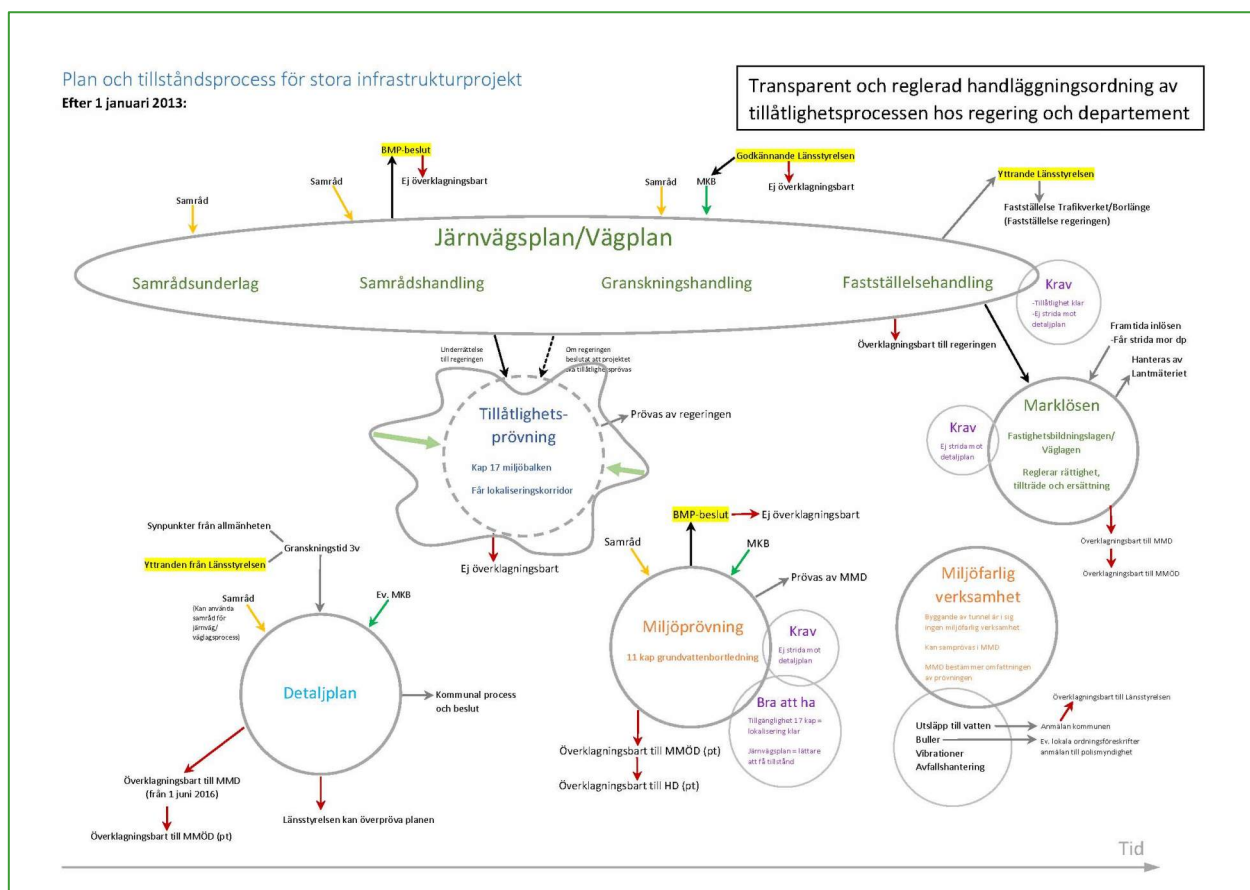 Plan och tillståndsprocess för stora infrastrukturprojekt
Efter 1 januari 2013:
Transparent och reglerad handläggningsordning av
tillåtlighetsprocessen hos regering och departement
BMP-beslut
Ej överklagningsbart
Samråd
Samråd
Samråd
MKB
Godkännande Länsstyrelsen
Ej överklagningsbart
Yttrande Länsstyrelsen
Fastställelse Trafikverket/Borlänge
(Fastställelse regeringen)
Järnvägsplan/Vägplan
Samrådsunderlag
Samrådshandling
Granskningshandling
Fastställelsehandling
Krav
-Tillåtlighet klar
-Ej strida mot
detaljplan
Överklagningsbart till regeringen
Underrättelse
till regeringen
Om regeringen
beslutat att projektet
ska tillåtlighetsprövas
Framtida inlösen
-Får strida mor dp
Hanteras av
Lantmäteriet
Tillåtlighets-
prövning
Kap 17 miljöbalken
Får lokaliseringskorridor
Prövas av regeringen
Ej överklagningsbart
Krav
Ej strida mot
detaljplan
Marklösen
Fastighetsbildningslagen/
Väglagen
Reglerar rättighet,
tillträde och ersättning
Överklagningsbart till MMD
Överklagningsbart till MMÖD
Synpunkter från allmänheten
Granskningstid 3v
Yttranden från Länsstyrelsen
Samråd
(Kan använda
samråd för
järnväg/
väglagsprocess)
Ev. MKB
Detaljplan
Kommunal process
och beslut
Överklagningsbart till MMD
(från 1 juni 2016)
Överklagningsbart till MMÖD (pt)
Länsstyrelsen kan överpröva planen
BMP-beslut
Ej överklagningsbart
Samråd
MKB
Prövas av MMD
Miljöprövning
11 kap grundvattenbortledning
Krav
Ej strida mot
detaljplan
Bra att ha
Tillgänglighet 17 kap =
lokalisering klar
Järnvägsplan = lättare
att få tillstånd
Överklagningsbart till MMÖD (pt)
Överklagningsbart till HD (pt)
Miljöfarlig
verksamhet
Byggande av tunnel är i sig
ingen miljöfarlig verksamhet
Kan samprövas i MMD
MMD bestämmer omfattningen
av prövningen
Överklagningsbart till Länsstyrelsen
Utsläpp till vatten
Anmälan kommunen
Buller
Ev. lokala ordningsföreskrifter
anmälan till polismyndighet
Vibrationer
Avfallshantering
Tid